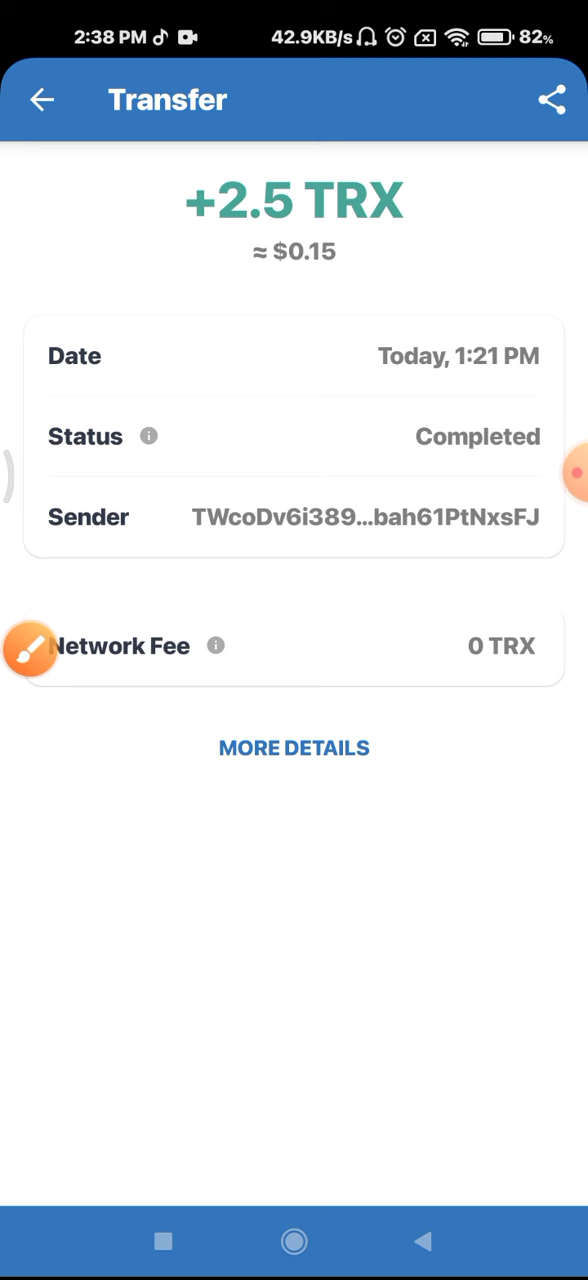 2:38 PM 42.9KB/s 82%
Transfer
+2.5 TRX
≈ $0.15
Date Today, 1:21 PM
Status Completed
Sender TWcoDv6i389...bah61PtNxsFJ
Network Fee 0 TRX
MORE DETAILS